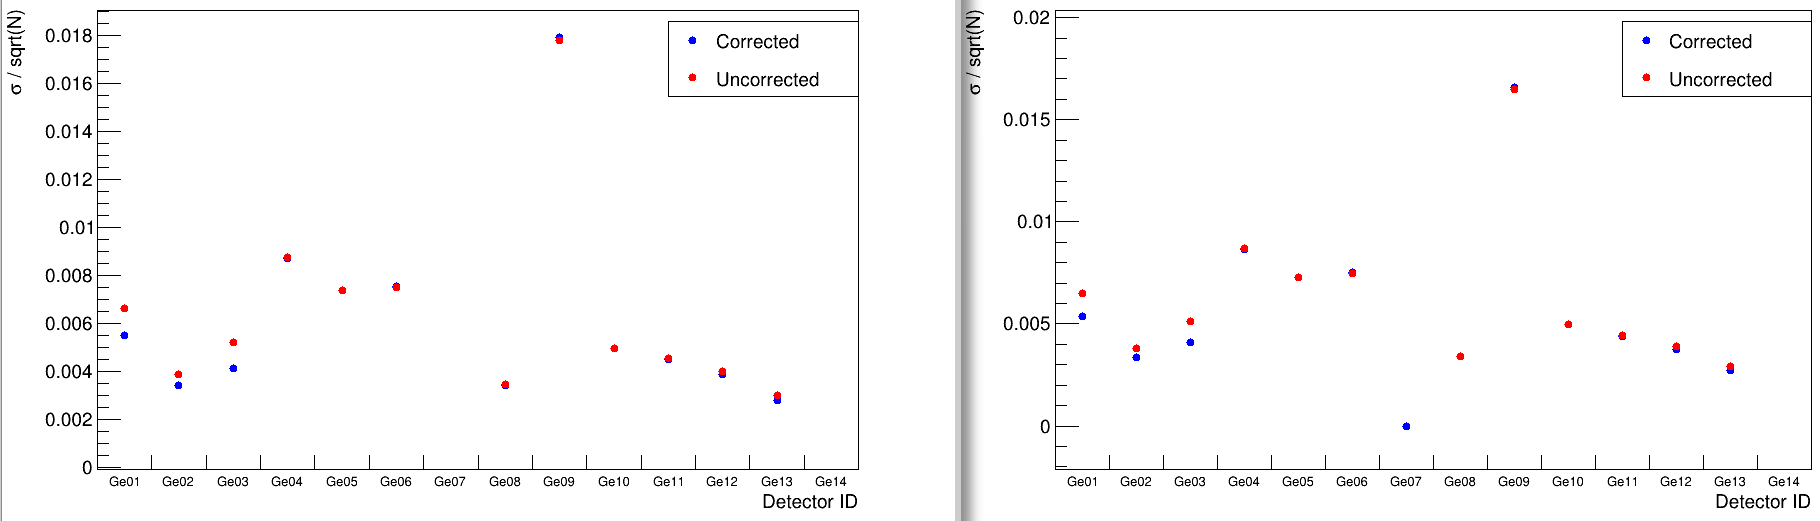 σ / sqrt(N)
0.018
0.016
0.014
0.012
0.01
0.008
0.006
0.004
0.002
0
Corrected
Uncorrected
Ge01 Ge02 Ge03 Ge04 Ge05 Ge06 Ge07 Ge08 Ge09 Ge10 Ge11 Ge12 Ge13 Ge14
Detector ID
σ / sqrt(N)
0.02
0.015
0.01
0.005
0
Corrected
Uncorrected
Ge01 Ge02 Ge03 Ge04 Ge05 Ge06 Ge07 Ge08 Ge09 Ge10 Ge11 Ge12 Ge13 Ge14
Detector ID